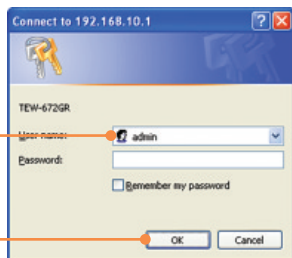 Connect to 192.168.10.1
TEW-672GR
User name:
admin
Password:
Remember my password
OK
Cancel